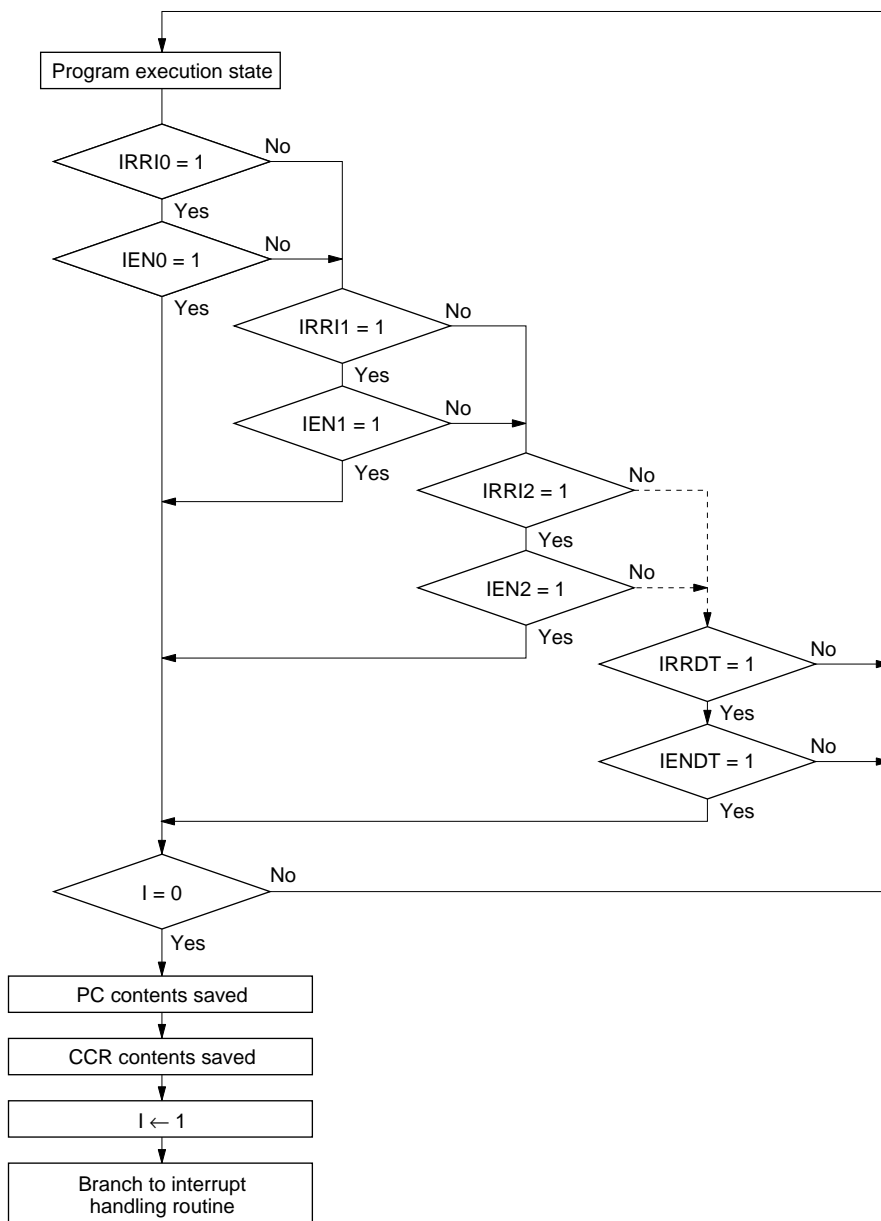 Program execution state
IRRI0 = 1
No
Yes
IEN0 = 1
No
Yes
IRRI1 = 1
No
Yes
IEN1 = 1
No
Yes
IRRI2 = 1
No
Yes
IEN2 = 1
No
Yes
IRRDT = 1
No
Yes
IENDT = 1
No
Yes
I = 0
No
Yes
PC contents saved
CCR contents saved
I ← 1
Branch to interrupt
handling routine